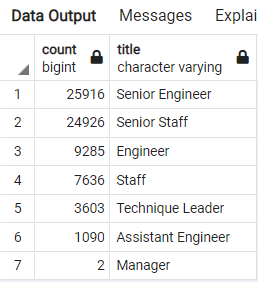 Data Output Messages Explai
count bigint title character varying
1 25916 Senior Engineer
2 24926 Senior Staff
3 9285 Engineer
4 7636 Staff
5 3603 Technique Leader
6 1090 Assistant Engineer
7 2 Manager